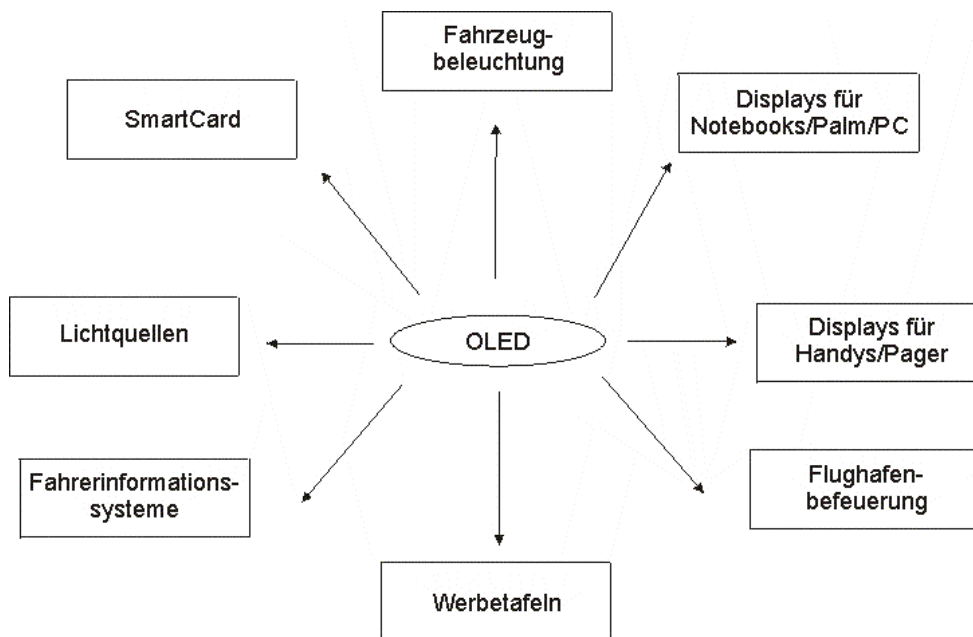 Fahrzeug-
beleuchtung
SmartCard
Displays für
Notebooks/Palm/PC
Lichtquellen
OLED
Displays für
Handys/Pager
Fahrerinformations-
systeme
Flughafen-
befeuerung
Werbetafeln